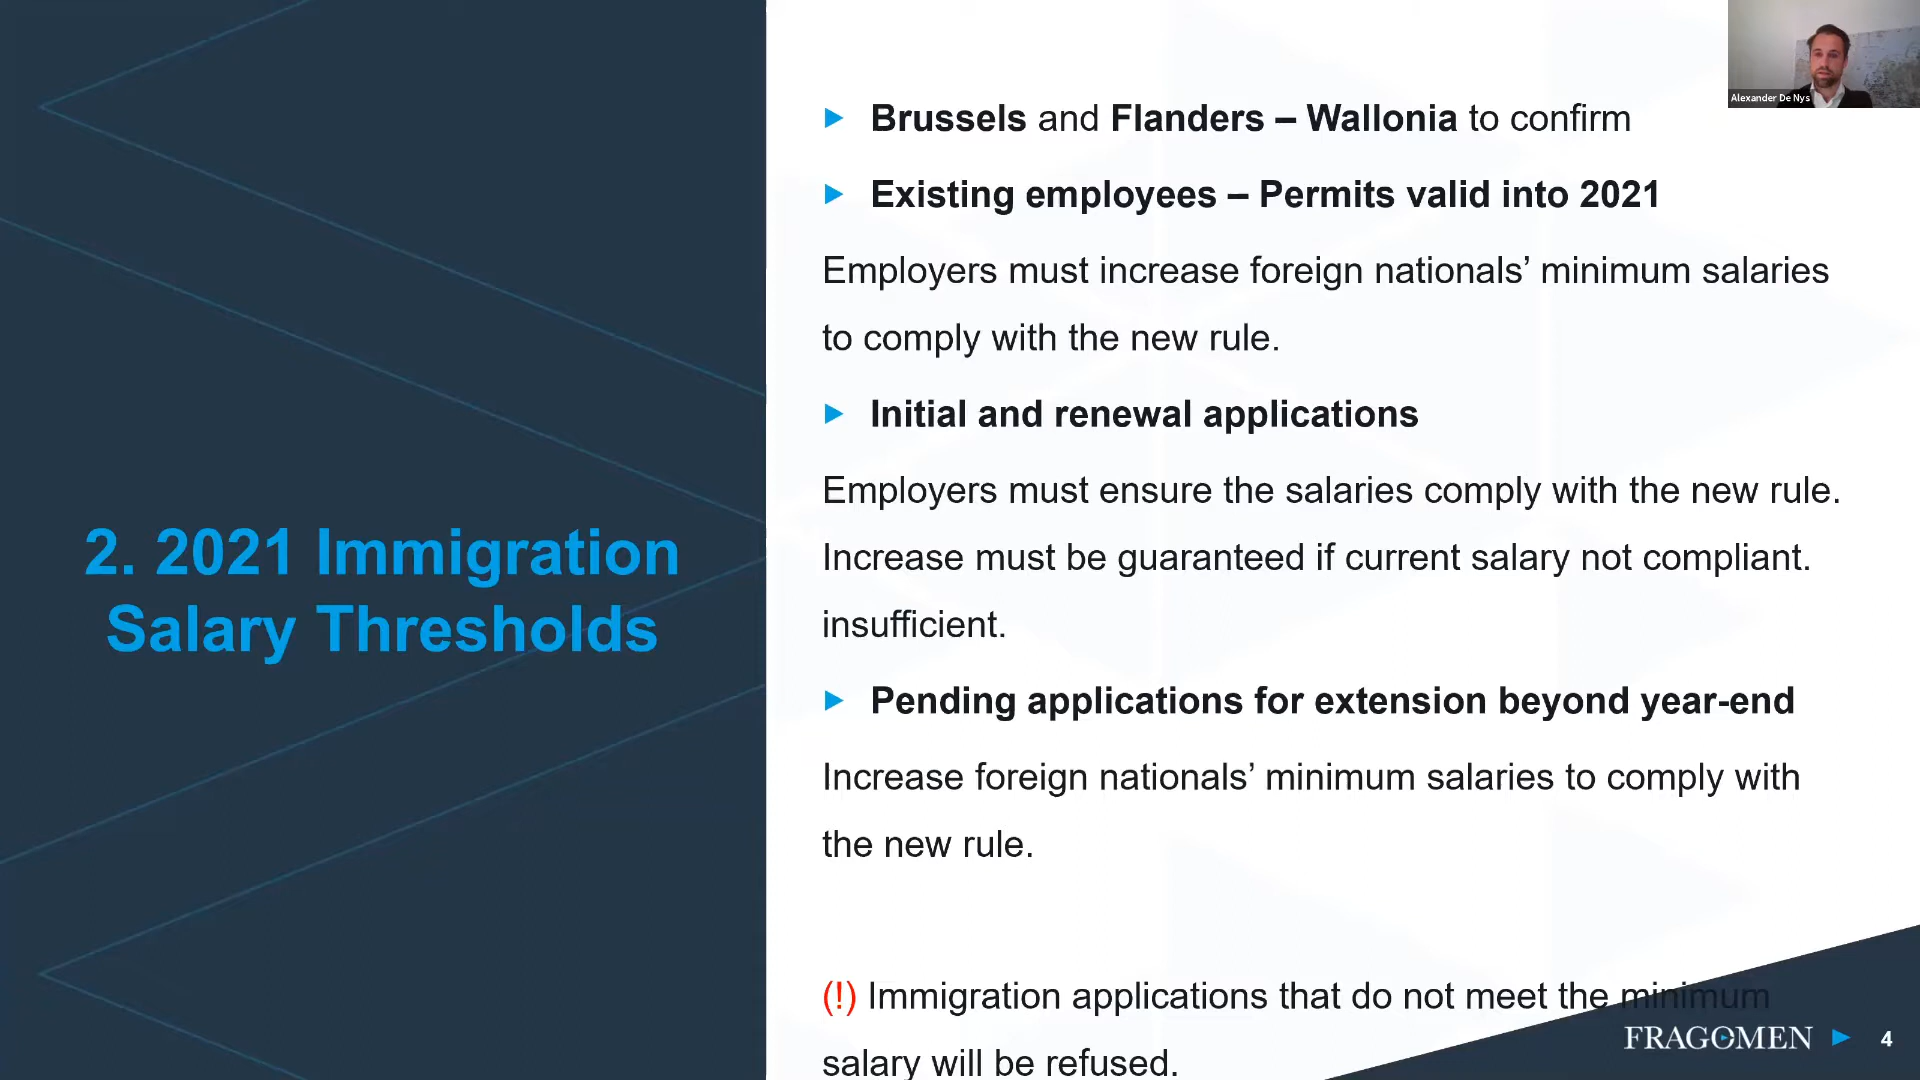 Alexander De Nys
2. 2021 Immigration
Salary Thresholds
Brussels and Flanders – Wallonia to confirm
Existing employees – Permits valid into 2021
Employers must increase foreign nationals’ minimum salaries
to comply with the new rule.
Initial and renewal applications
Employers must ensure the salaries comply with the new rule.
Increase must be guaranteed if current salary not compliant.
insufficient.
Pending applications for extension beyond year-end
Increase foreign nationals’ minimum salaries to comply with
the new rule.
(!) Immigration applications that do not meet the minimum
salary will be refused.
FRAGOMEN 4